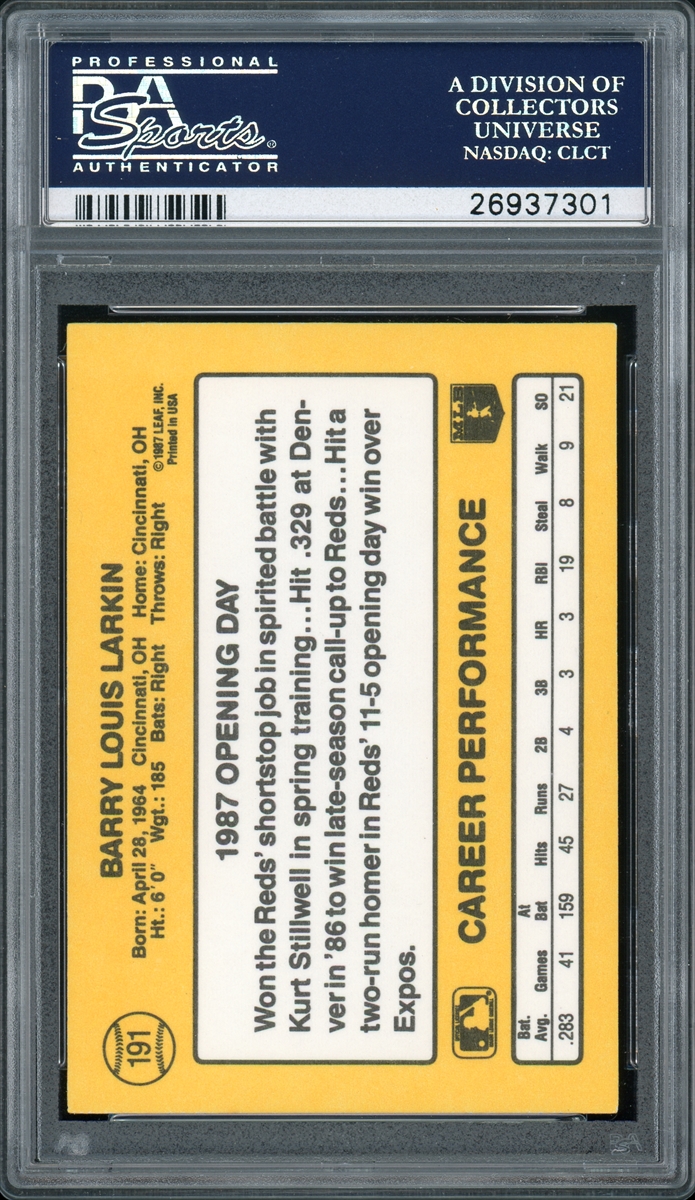 PROFESSIONAL
PSA
Sports
AUTHENTICATOR
A DIVISION OF
COLLECTORS
UNIVERSE
NASDAQ: CLCT
26937301
191
BARRY LOUIS LARKIN
Born: April 28, 1964 Cincinnati, OH Home: Cincinnati, OH
Ht.: 6'0" Wgt.: 185 Bats: Right Throws: Right
©1987 LEAF, INC.
Printed in USA
1987 OPENING DAY
Won the Reds' shortstop job in spirited battle with
Kurt Stillwell in spring training...Hit .329 at Den-
ver in '86 to win late-season call-up to Reds...Hit a
two-run homer in Reds' 11-5 opening day win over
Expos.
CAREER PERFORMANCE
MLB
Bat. Avg. Games At Bat Hits Runs 2B 3B HR RBI Steal Walk SO
.283 41 159 45 27 4 3 3 19 8 9 21